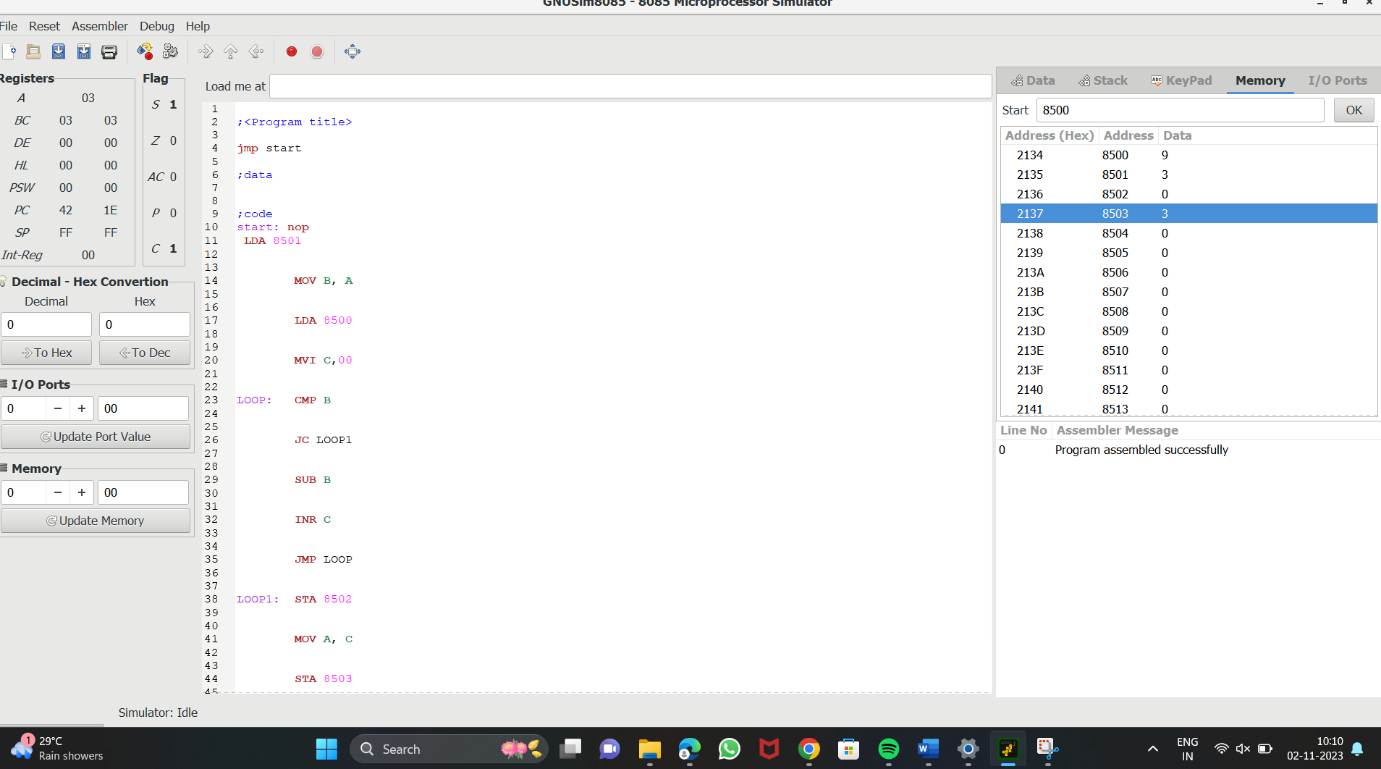 GNUSim8085 - 8085 Microprocessor Simulator
File Reset Assembler Debug Help
Registers
A 03
BC 03 03
DE 00 00
HL 00 00
PSW 00 00
PC 42 1E
SP FF FF
Int-Reg 00
Flag
S 1
Z 0
AC 0
P 0
C 1
Decimal - Hex Convertion
Decimal Hex
0 0
To Hex To Dec
I/O Ports
0 − + 00
Update Port Value
Memory
0 − + 00
Update Memory
Load me at
1
2 ;<Program title>
3
4 jmp start
5
6 ;data
7
8
9 ;code
10 start: nop
11 LDA 8501
12
13
14 MOV B, A
15
16
17 LDA 8500
18
19
20 MVI C,00
21
22
23 LOOP: CMP B
24
25
26 JC LOOP1
27
28
29 SUB B
30
31
32 INR C
33
34
35 JMP LOOP
36
37
38 LOOP1: STA 8502
39
40
41 MOV A, C
42
43
44 STA 8503
45
Data Stack KeyPad Memory I/O Ports
Start 8500 OK
Address (Hex) Address Data
2134 8500 9
2135 8501 3
2136 8502 0
2137 8503 3
2138 8504 0
2139 8505 0
213A 8506 0
213B 8507 0
213C 8508 0
213D 8509 0
213E 8510 0
213F 8511 0
2140 8512 0
2141 8513 0
Line No Assembler Message
0 Program assembled successfully
Simulator: Idle
1
29°C
Rain showers
Search
ENG
IN
10:10
02-11-2023